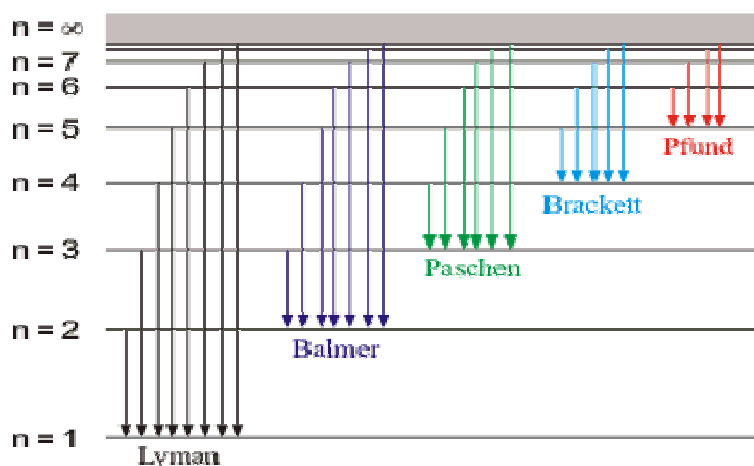 n = ∞
n = 7
n = 6
n = 5
Pfund
n = 4
Brackett
n = 3
Paschen
n = 2
Balmer
n = 1
Lyman